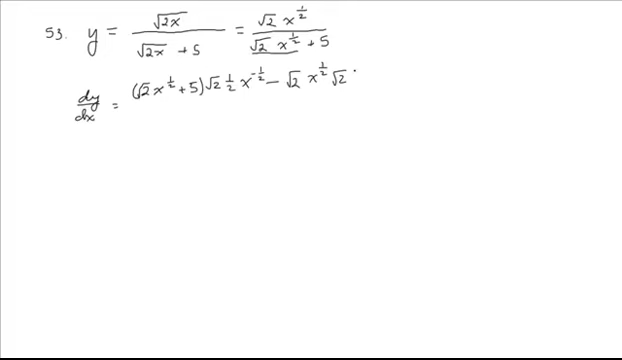 53. y = √2x / (√2x + 5) = √2 x^(1/2) / (√2 x^(1/2) + 5)
dy/dx = (√2 x^(1/2) + 5) √2 1/2 x^(-1/2) - √2 x^(1/2) √2 ·